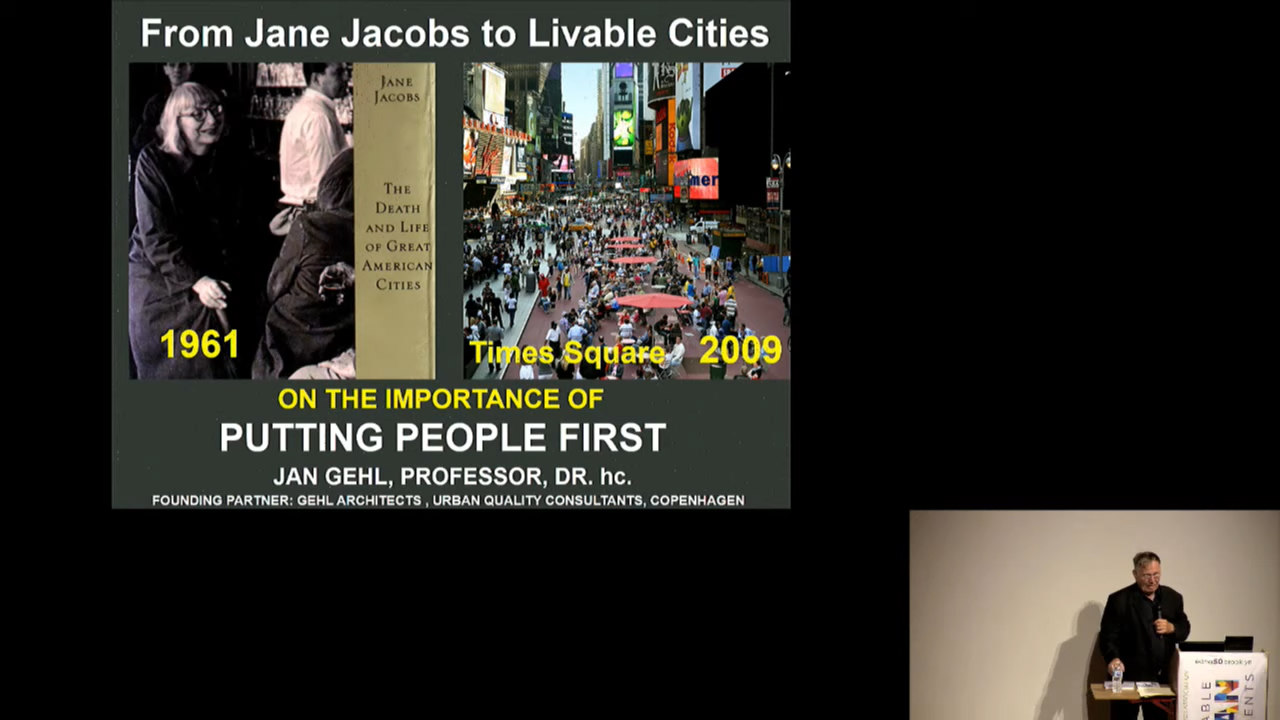 From Jane Jacobs to Livable Cities
JANE
JACOBS
THE
DEATH
AND LIFE
OF GREAT
AMERICAN
CITIES
1961
Times Square 2009
ON THE IMPORTANCE OF
PUTTING PEOPLE FIRST
JAN GEHL, PROFESSOR, DR. hc.
FOUNDING PARTNER: GEHL ARCHITECTS , URBAN QUALITY CONSULTANTS, COPENHAGEN